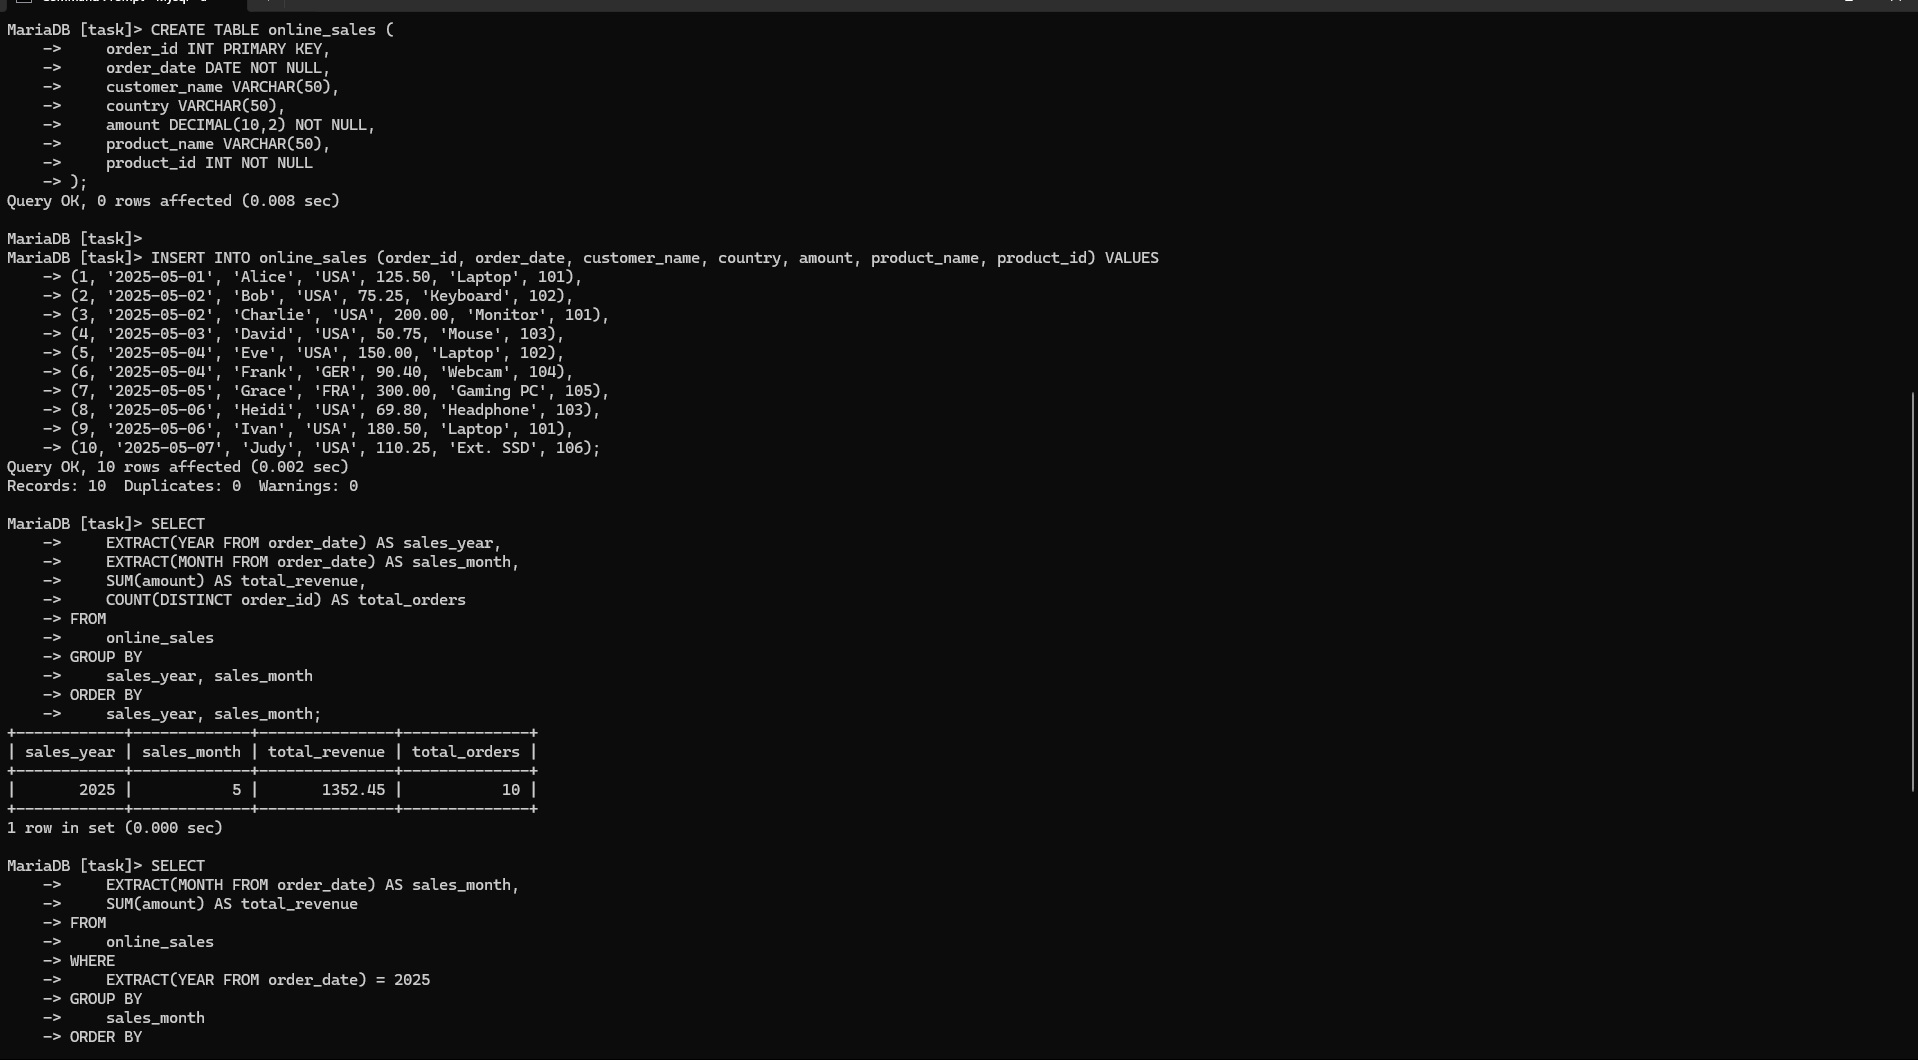 MariaDB [task]> CREATE TABLE online_sales (
    ->     order_id INT PRIMARY KEY,
    ->     order_date DATE NOT NULL,
    ->     customer_name VARCHAR(50),
    ->     country VARCHAR(50),
    ->     amount DECIMAL(10,2) NOT NULL,
    ->     product_name VARCHAR(50),
    ->     product_id INT NOT NULL
    -> );
Query OK, 0 rows affected (0.008 sec)

MariaDB [task]>
MariaDB [task]> INSERT INTO online_sales (order_id, order_date, customer_name, country, amount, product_name, product_id) VALUES
    -> (1, '2025-05-01', 'Alice', 'USA', 125.50, 'Laptop', 101),
    -> (2, '2025-05-02', 'Bob', 'USA', 75.25, 'Keyboard', 102),
    -> (3, '2025-05-02', 'Charlie', 'USA', 200.00, 'Monitor', 101),
    -> (4, '2025-05-03', 'David', 'USA', 50.75, 'Mouse', 103),
    -> (5, '2025-05-04', 'Eve', 'USA', 150.00, 'Laptop', 102),
    -> (6, '2025-05-04', 'Frank', 'GER', 90.40, 'Webcam', 104),
    -> (7, '2025-05-05', 'Grace', 'FRA', 300.00, 'Gaming PC', 105),
    -> (8, '2025-05-06', 'Heidi', 'USA', 69.80, 'Headphone', 103),
    -> (9, '2025-05-06', 'Ivan', 'USA', 180.50, 'Laptop', 101),
    -> (10, '2025-05-07', 'Judy', 'USA', 110.25, 'Ext. SSD', 106);
Query OK, 10 rows affected (0.002 sec)
Records: 10  Duplicates: 0  Warnings: 0

MariaDB [task]> SELECT
    ->     EXTRACT(YEAR FROM order_date) AS sales_year,
    ->     EXTRACT(MONTH FROM order_date) AS sales_month,
    ->     SUM(amount) AS total_revenue,
    ->     COUNT(DISTINCT order_id) AS total_orders
    -> FROM
    ->     online_sales
    -> GROUP BY
    ->     sales_year, sales_month
    -> ORDER BY
    ->     sales_year, sales_month;
+------------+-------------+---------------+--------------+
| sales_year | sales_month | total_revenue | total_orders |
+------------+-------------+---------------+--------------+
|       2025 |           5 |       1352.45 |           10 |
+------------+-------------+---------------+--------------+
1 row in set (0.000 sec)

MariaDB [task]> SELECT
    ->     EXTRACT(MONTH FROM order_date) AS sales_month,
    ->     SUM(amount) AS total_revenue
    -> FROM
    ->     online_sales
    -> WHERE
    ->     EXTRACT(YEAR FROM order_date) = 2025
    -> GROUP BY
    ->     sales_month
    -> ORDER BY